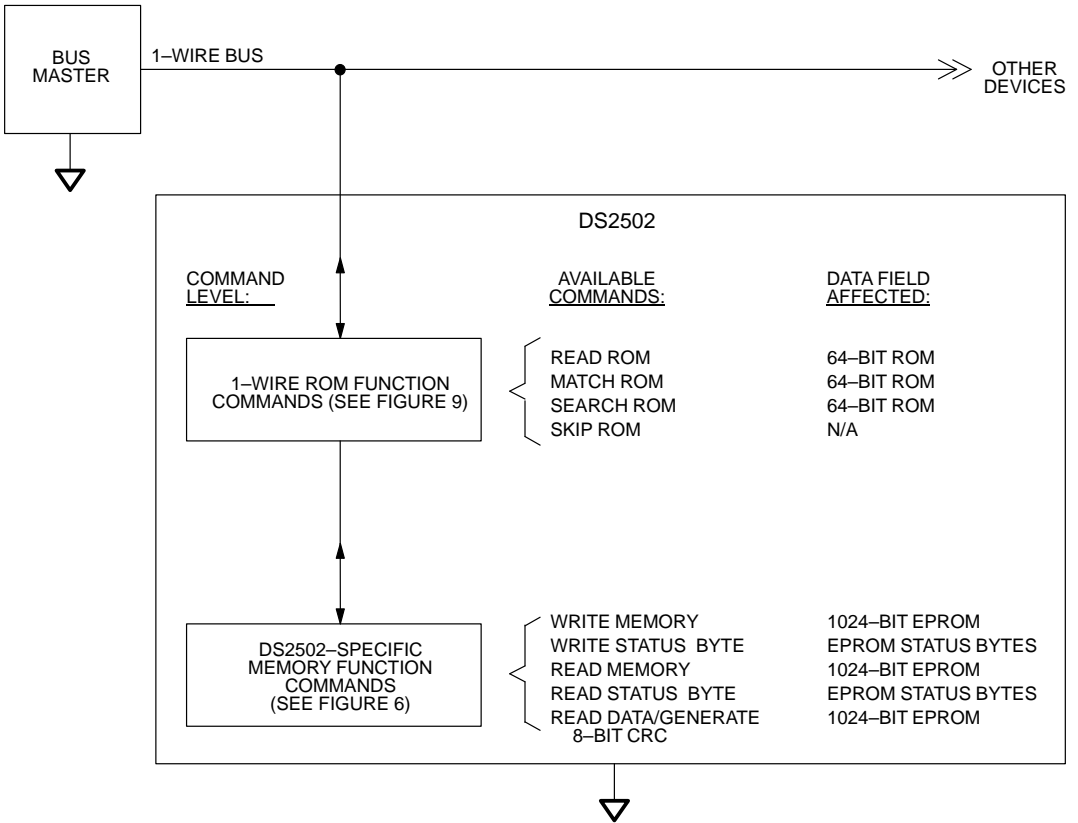 BUS
MASTER
1–WIRE BUS
OTHER
DEVICES
DS2502
COMMAND
LEVEL:
AVAILABLE
COMMANDS:
DATA FIELD
AFFECTED:
1–WIRE ROM FUNCTION
COMMANDS (SEE FIGURE 9)
READ ROM 64–BIT ROM
MATCH ROM 64–BIT ROM
SEARCH ROM 64–BIT ROM
SKIP ROM N/A
DS2502–SPECIFIC
MEMORY FUNCTION
COMMANDS
(SEE FIGURE 6)
WRITE MEMORY 1024–BIT EPROM
WRITE STATUS BYTE EPROM STATUS BYTES
READ MEMORY 1024–BIT EPROM
READ STATUS BYTE EPROM STATUS BYTES
READ DATA/GENERATE 1024–BIT EPROM
8–BIT CRC